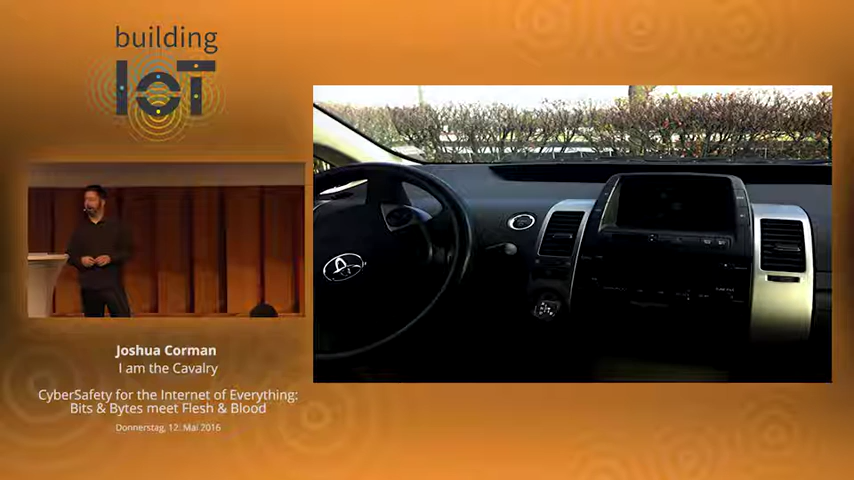 building
IoT
Joshua Corman
I am the Cavalry
CyberSafety for the Internet of Everything:
Bits & Bytes meet Flesh & Blood
Donnerstag, 12. Mai 2016